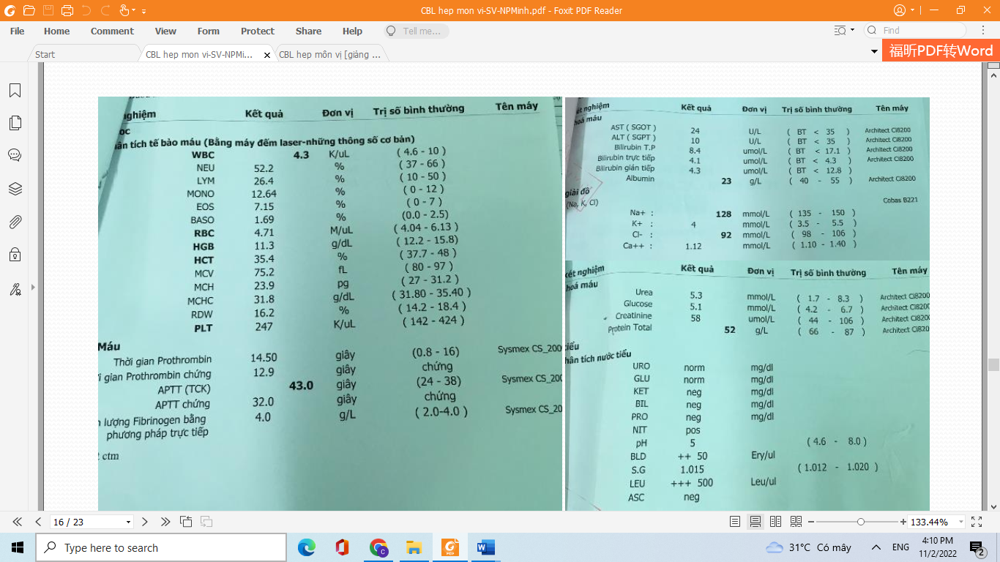 CBL hep mon vi-SV-NPMinh.pdf - Foxit PDF Reader
File Home Comment View Form Protect Share Help Tell me... Find
Start CBL hep mon vi-SV-NPMi... CBL hẹp môn vị [giảng ... 福昕PDF转Word
nghiệm Kết quả Đơn vị Trị số bình thường Tên máy
ọc
hân tích tế bào máu (Bằng máy đếm laser-những thông số cơ bản)
WBC 4.3 K/uL ( 4.6 - 10 )
NEU 52.2 % ( 37 - 66 )
LYM 26.4 % ( 10 - 50 )
MONO 12.64 % ( 0 - 12 )
EOS 7.15 % ( 0 - 7 )
BASO 1.69 % (0.0 - 2.5)
RBC 4.71 M/uL ( 4.04 - 6.13 )
HGB 11.3 g/dL ( 12.2 - 15.8)
HCT 35.4 % ( 37.7 - 48 )
MCV 75.2 fL ( 80 - 97 )
MCH 23.9 pg ( 27 - 31.2 )
MCHC 31.8 g/dL ( 31.80 - 35.40 )
RDW 16.2 % ( 14.2 - 18.4 )
PLT 247 K/uL ( 142 - 424 )
Máu
Thời gian Prothrombin 14.50 giây (0.8 - 16) Sysmex CS_200
i gian Prothrombin chứng 12.9 giây chứng
APTT (TCK) 43.0 giây (24 - 38) Sysmex CS_200
APTT chứng 32.0 giây chứng
n lượng Fibrinogen bằng 4.0 g/L ( 2.0-4.0 ) Sysmex CS_20
phương pháp trực tiếp
ctm
ét nghiệm Kết quả Đơn vị Trị số bình thường Tên máy
hoá máu
AST ( SGOT ) 24 U/L ( BT < 35 ) Architect Ci8200
ALT ( SGPT ) 10 U/L ( BT < 35 ) Architect Ci8200
Bilirubin T.P 8.4 umol/L ( BT < 17.1 ) Architect Ci8200
Bilirubin trực tiếp 4.1 umol/L ( BT < 4.3 ) Architect Ci8200
Bilirubin gián tiếp 4.3 umol/L ( BT < 12.8 )
Albumin 23 g/L ( 40 - 55 ) Architect Ci8200
giải đồ
(Na, K, Cl) Cobas B221
Na+ : 128 mmol/L ( 135 - 150 )
K+ : 4 mmol/L ( 3.5 - 5.5 )
Cl- : 92 mmol/L ( 98 - 106 )
Ca++ : 1.12 mmol/L ( 1.10 - 1.40 )
xét nghiệm Kết quả Đơn vị Trị số bình thường Tên máy
hoá máu
Urea 5.3 mmol/L ( 1.7 - 8.3 ) Architect Ci8200
Glucose 5.1 mmol/L ( 4.2 - 6.7 ) Architect Ci8200
Creatinine 58 umol/L ( 44 - 106 ) Architect Ci8200
Protein Total 52 g/L ( 66 - 87 ) Architect Ci820
tiểu
hân tích nước tiểu
URO norm mg/dl
GLU norm mg/dl
KET neg mg/dl
BIL neg mg/dl
PRO neg mg/dl
NIT pos
pH 5 ( 4.6 - 8.0 )
BLD ++ 50 Ery/ul
S.G 1.015 ( 1.012 - 1.020 )
LEU +++ 500 Leu/ul
ASC neg
16 / 23 133.44%
Type here to search 31°C Có mây ENG 4:10 PM
11/2/2022 2